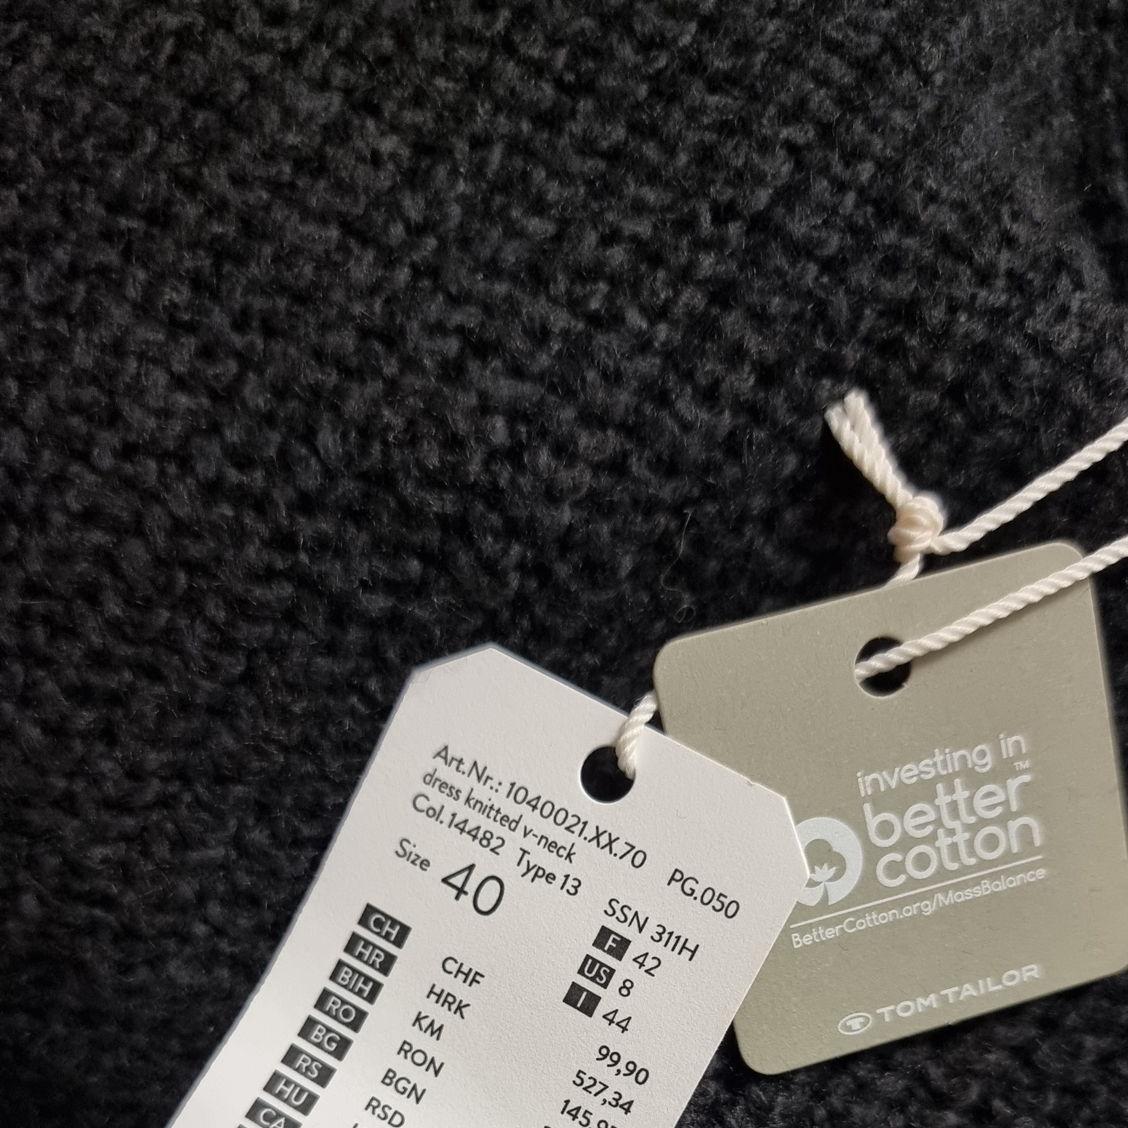 Art.Nr.: 1040021.XX.70 PG.050
dress knitted v-neck
Col.14482 Type 13 SSN 311H
Size 40
F 42
US 8
I 44
CH CHF 99,90
HR HRK 527,34
BIH KM
RO RON
BG BGN
RS RSD
HU
CA
investing in
better™
cotton
BetterCotton.org/MassBalance
TOM TAILOR